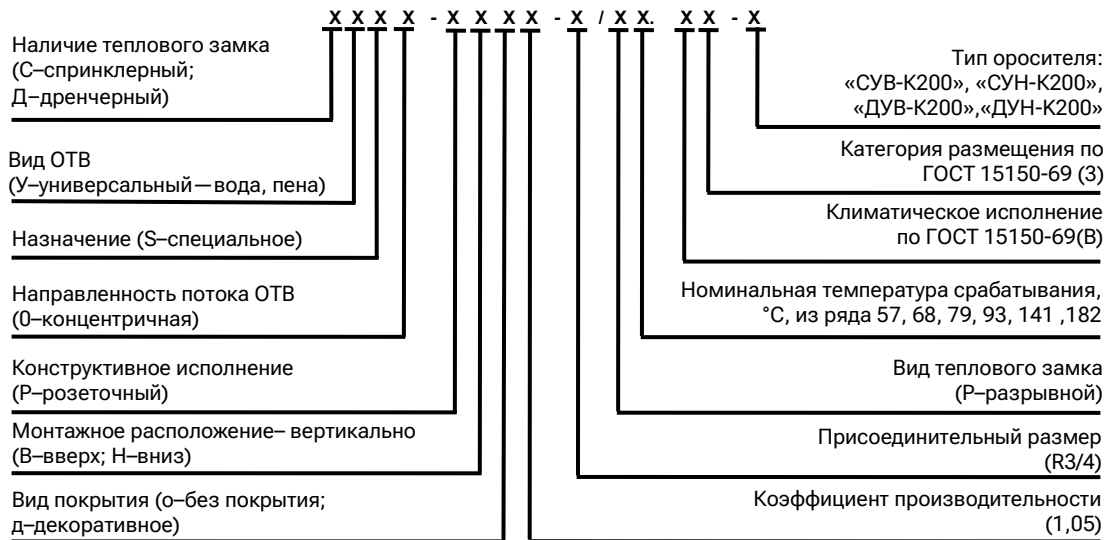 X X X X - X X X X - X / X X. X X - X
Наличие теплового замка
(С–спринклерный;
Д–дренчерный)
Вид ОТВ
(У–универсальный—вода, пена)
Назначение (S–специальное)
Направленность потока ОТВ
(0–концентричная)
Конструктивное исполнение
(Р–розеточный)
Монтажное расположение– вертикально
(В–вверх; Н–вниз)
Вид покрытия (о–без покрытия;
д–декоративное)
Тип оросителя:
«СУВ-К200», «СУН-К200»,
«ДУВ-К200»,«ДУН-К200»
Категория размещения по
ГОСТ 15150-69 (3)
Климатическое исполнение
по ГОСТ 15150-69(В)
Номинальная температура срабатывания,
°С, из ряда 57, 68, 79, 93, 141 ,182
Вид теплового замка
(Р–разрывной)
Присоединительный размер
(R3/4)
Коэффициент производительности
(1,05)